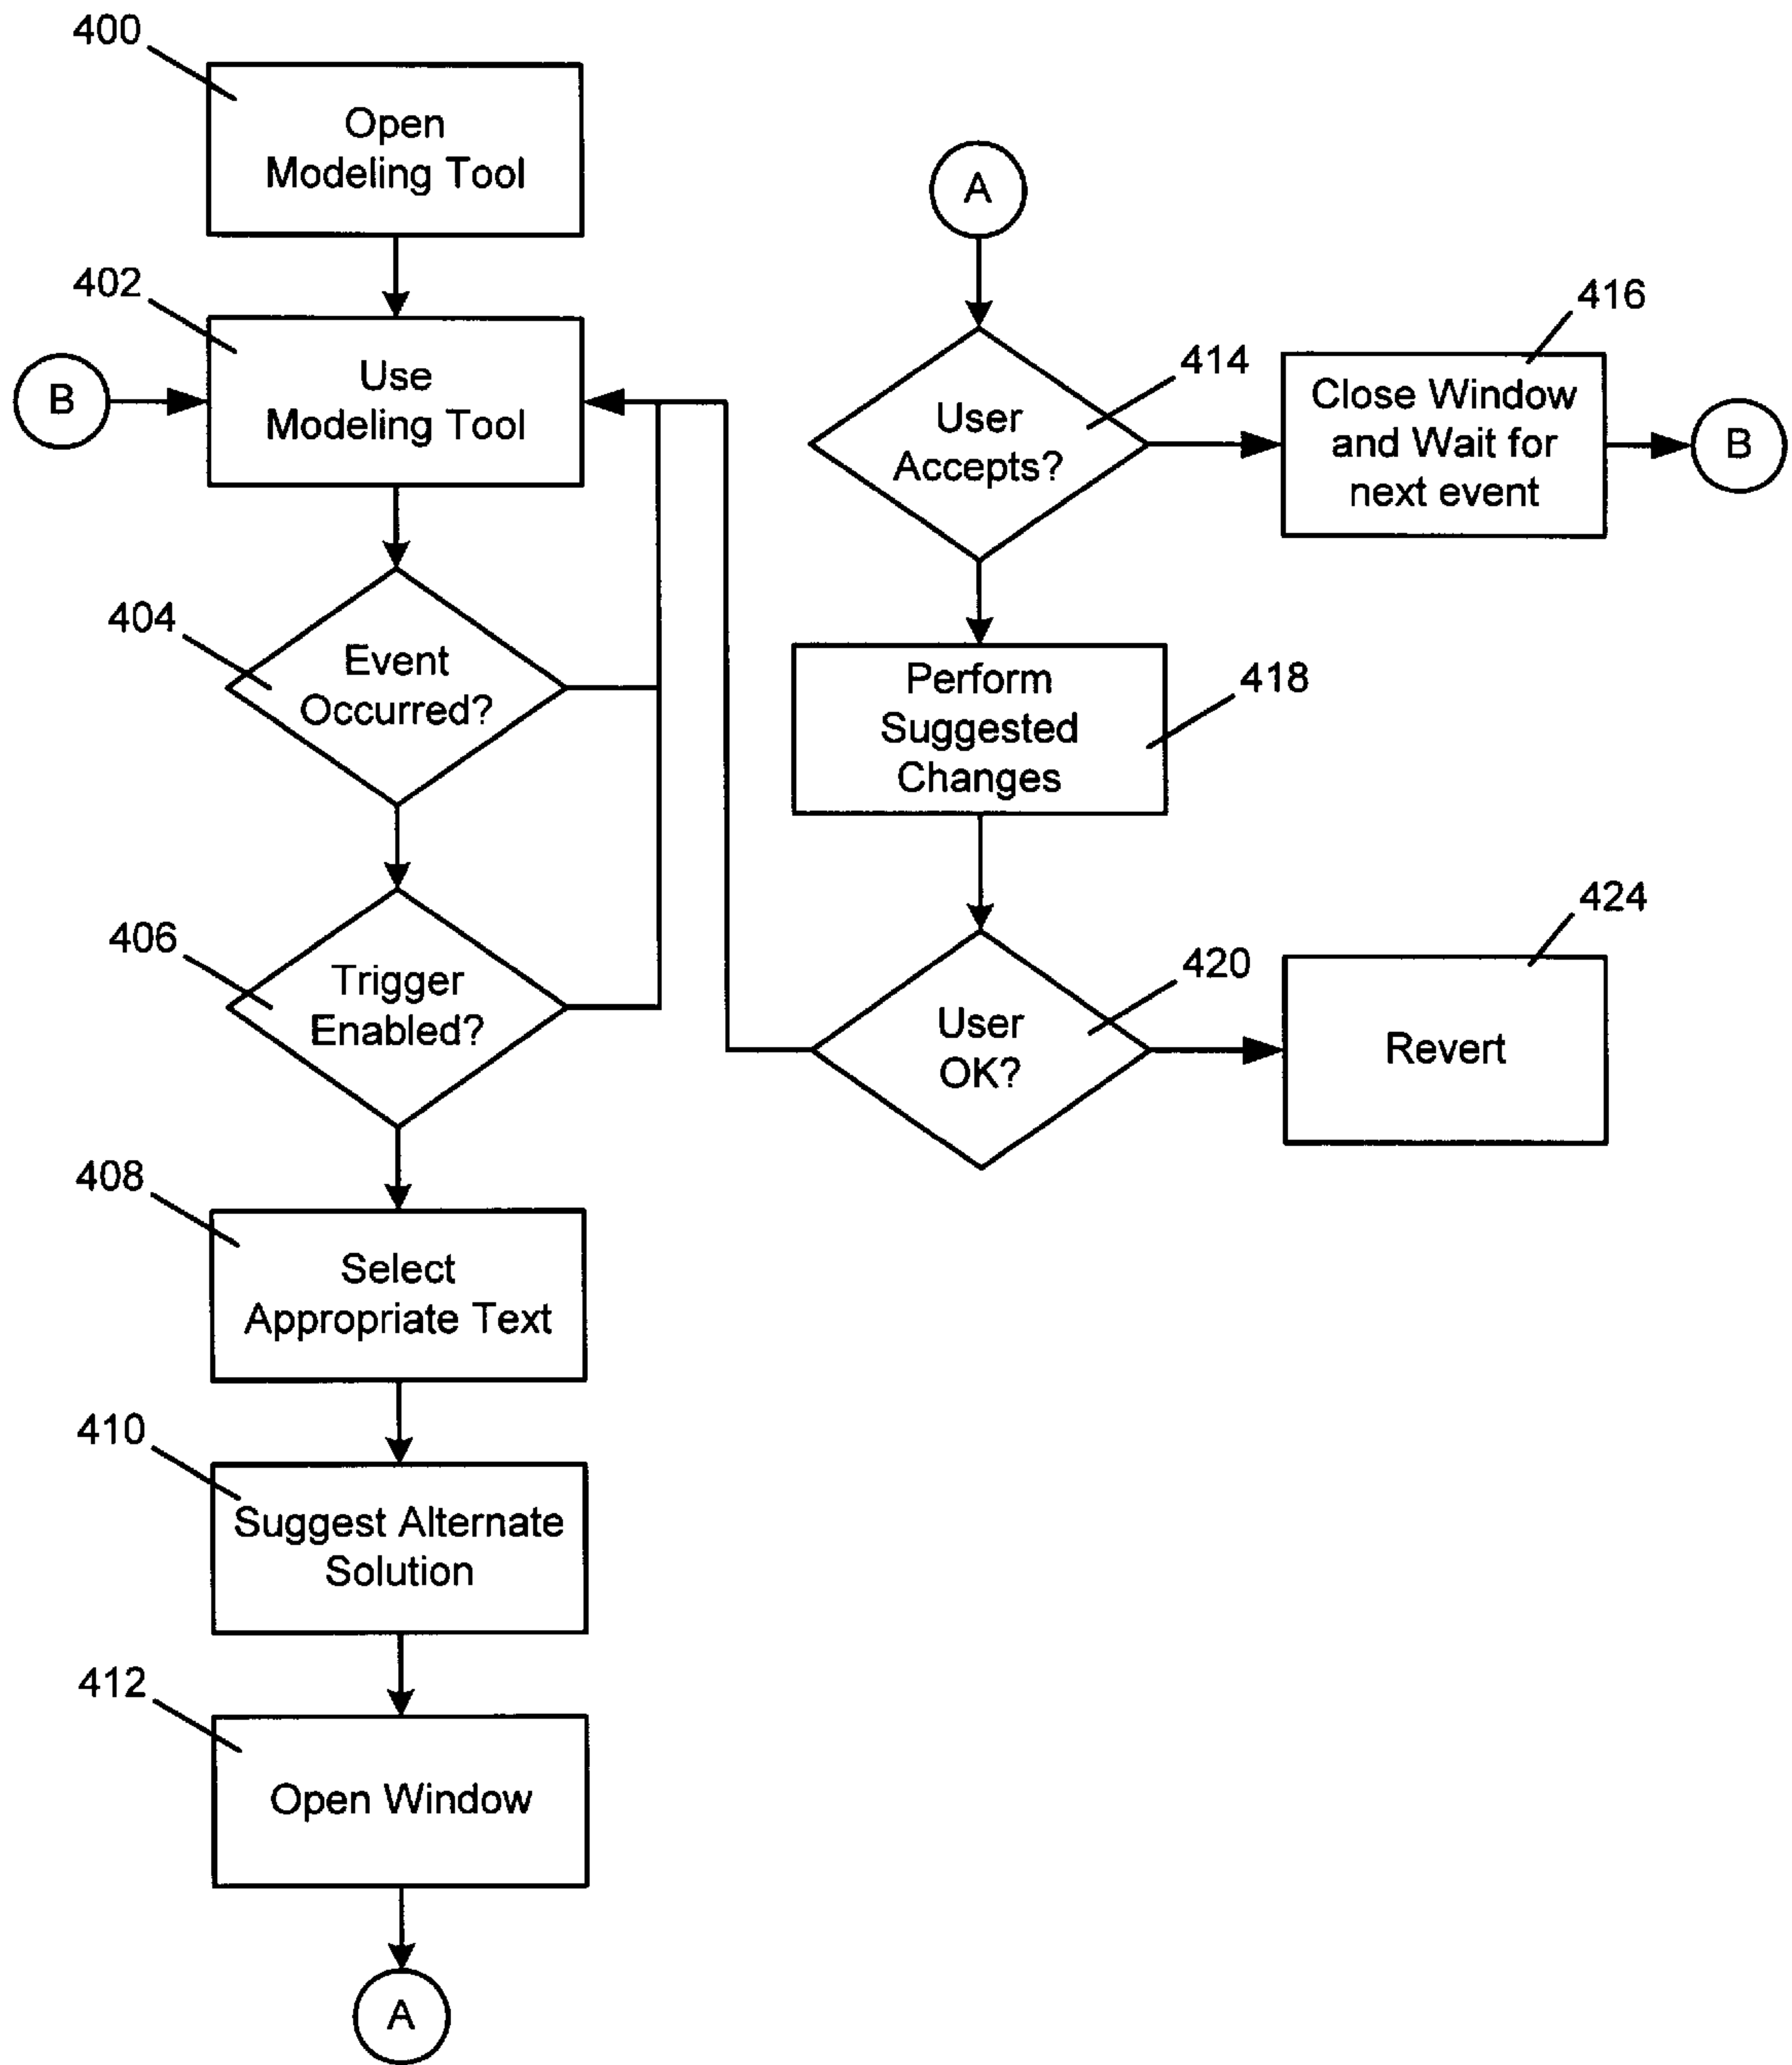 400
Open
Modeling Tool
402
B
Use
Modeling Tool
404
Event
Occurred?
406
Trigger
Enabled?
408
Select
Appropriate Text
410
Suggest Alternate
Solution
412
Open Window
A
A
414
User
Accepts?
416
Close Window
and Wait for
next event
B
418
Perform
Suggested
Changes
420
User
OK?
424
Revert